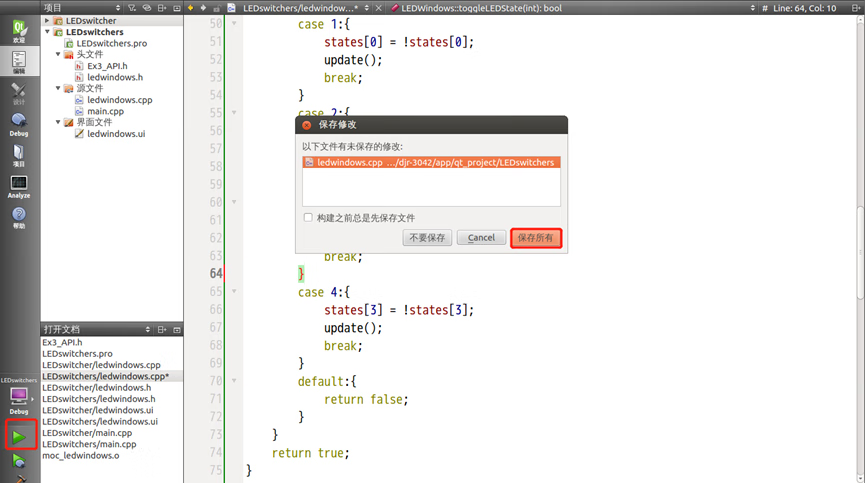 项目
LEDswitchers/ledwindow...*
LEDWindows::toggleLEDState(int): bool
#
Line: 64, Col: 10
欢迎
编辑
设计
Debug
项目
Analyze
帮助
LEDswitcher
LEDswitchers
LEDswitchers.pro
头文件
Ex3_API.h
ledwindows.h
源文件
ledwindows.cpp
main.cpp
界面文件
ledwindows.ui
50 case 1:{
51 states[0] = !states[0];
52 update();
53 break;
54 }
55 case 2:{
56
57
58
59
60
61
62
63 break;
64 }
65 case 4:{
66 states[3] = !states[3];
67 update();
68 break;
69 }
70 default:{
71 return false;
72 }
73 }
74 return true;
75 }
保存修改
以下文件有未保存的修改:
ledwindows.cpp .../djr-3042/app/qt_project/LEDswitchers
构建之前总是先保存文件
不要保存
Cancel
保存所有
打开文档
Ex3_API.h
LEDswitchers.pro
LEDswitcher/ledwindows.cpp
LEDswitchers/ledwindows.cpp*
LEDswitcher/ledwindows.h
LEDswitchers/ledwindows.h
LEDswitcher/ledwindows.ui
LEDswitchers/ledwindows.ui
LEDswitcher/main.cpp
LEDswitchers/main.cpp
moc_ledwindows.o
LEDswitchers
Debug